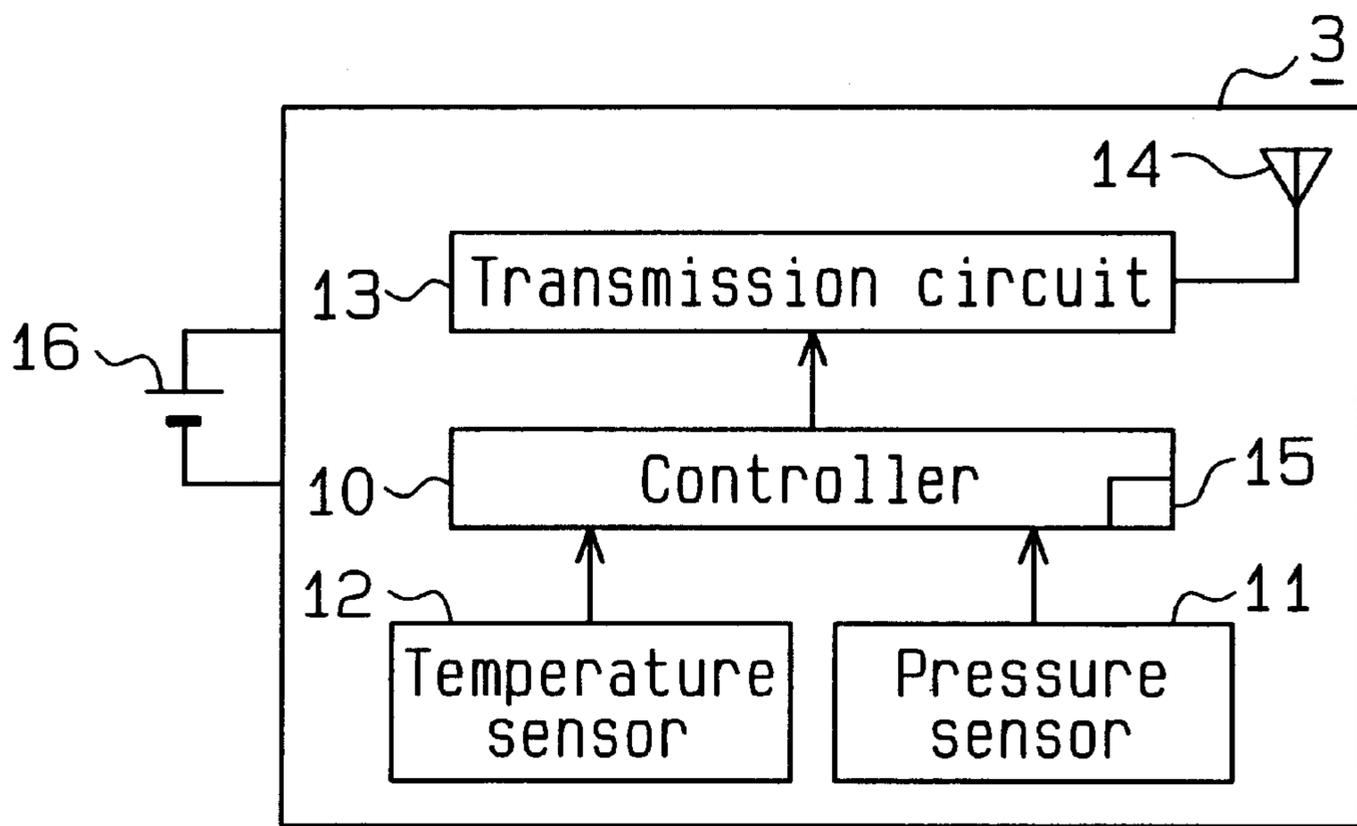 3
14
13 Transmission circuit
16
10 Controller 15
12 11
Temperature
sensor
Pressure
sensor